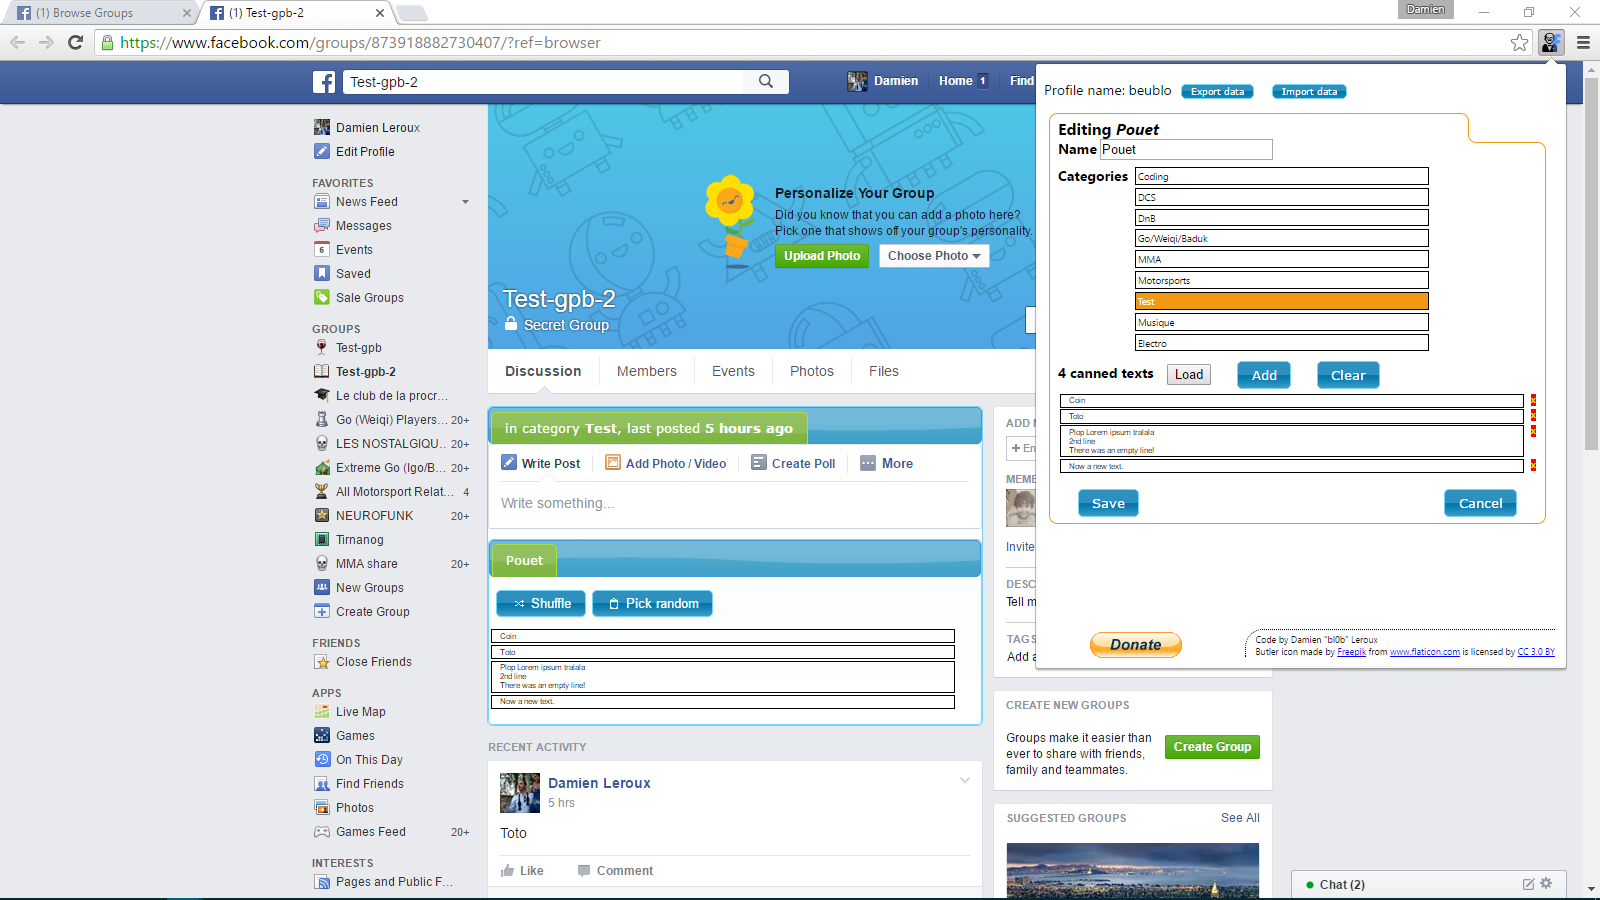 (1) Browse Groups
(1) Test-gpb-2
Damien
https://www.facebook.com/groups/873918882730407/?ref=browser
Test-gpb-2
Damien
Home 1
Find
Damien Leroux
Edit Profile
FAVORITES
News Feed
Messages
6 Events
Saved
Sale Groups
GROUPS
Test-gpb
Test-gpb-2
Le club de la procr...
Go (Weiqi) Players... 20+
LES NOSTALGIQU... 20+
Extreme Go (Igo/B... 20+
All Motorsport Relat... 4
NEUROFUNK 20+
Tirnanog
MMA share 20+
New Groups
Create Group
FRIENDS
Close Friends
APPS
Live Map
Games
On This Day
Find Friends
Photos
Games Feed 20+
INTERESTS
Pages and Public F...
Personalize Your Group
Did you know that you can add a photo here?
Pick one that shows off your group's personality.
Upload Photo
Choose Photo
Test-gpb-2
Secret Group
Discussion
Members
Events
Photos
Files
in category Test, last posted 5 hours ago
Write Post
Add Photo / Video
Create Poll
More
Write something...
Pouet
Shuffle
Pick random
Coin
Toto
Plop Lorem ipsum tralala
2nd line
There was an empty line!
Now a new text.
RECENT ACTIVITY
Damien Leroux
5 hrs
Toto
Like
Comment
ADD
+ En
MEM
Invite
DESC
Tell m
TAGS
Add a
CREATE NEW GROUPS
Groups make it easier than
ever to share with friends,
family and teammates.
Create Group
SUGGESTED GROUPS
See All
Profile name: beublo
Export data
Import data
Editing Pouet
Name Pouet
Categories
Coding
DCS
DnB
Go/Weiqi/Baduk
MMA
Motorsports
Test
Musique
Electro
4 canned texts
Load
Add
Clear
Coin
x
Toto
x
Plop Lorem ipsum tralala
x
2nd line
There was an empty line!
Now a new text.
x
Save
Cancel
Donate
Code by Damien "bl0b" Leroux
Butler icon made by Freepik from www.flaticon.com is licensed by CC 3.0 BY
Chat (2)